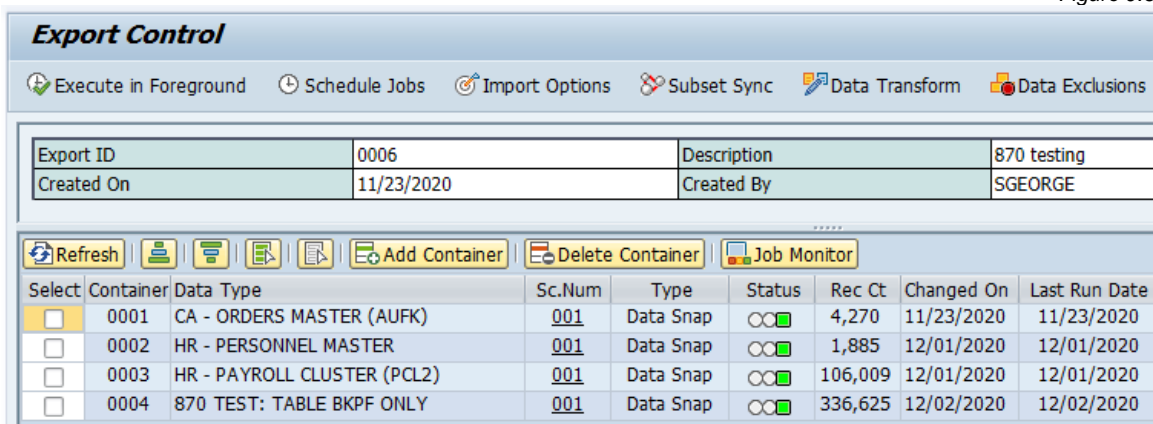 Export Control
Execute in Foreground Schedule Jobs Import Options Subset Sync Data Transform Data Exclusions
Export ID 0006 Description 870 testing
Created On 11/23/2020 Created By SGEORGE
Refresh Add Container Delete Container Job Monitor
Select Container Data Type Sc.Num Type Status Rec Ct Changed On Last Run Date
0001 CA - ORDERS MASTER (AUFK) 001 Data Snap 4,270 11/23/2020 11/23/2020
0002 HR - PERSONNEL MASTER 001 Data Snap 1,885 12/01/2020 12/01/2020
0003 HR - PAYROLL CLUSTER (PCL2) 001 Data Snap 106,009 12/01/2020 12/01/2020
0004 870 TEST: TABLE BKPF ONLY 001 Data Snap 336,625 12/02/2020 12/02/2020